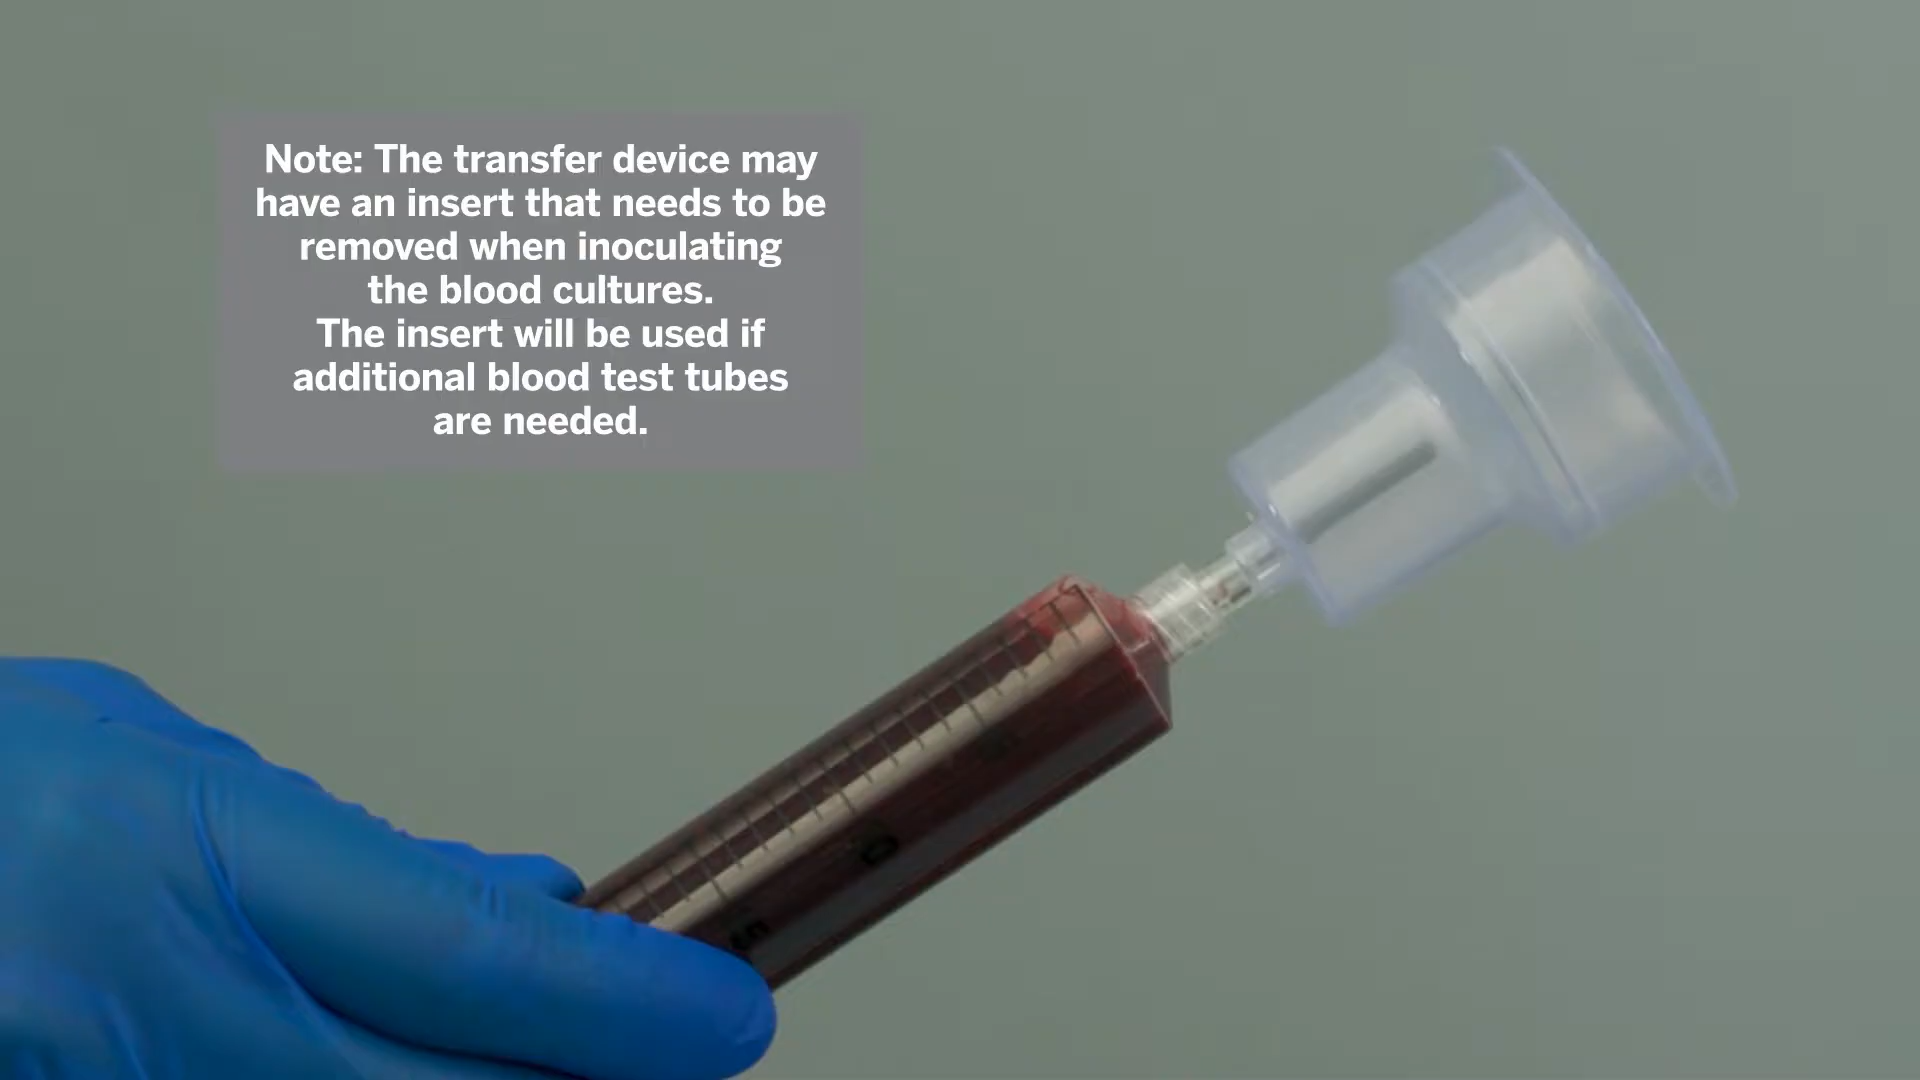 Note: The transfer device may
have an insert that needs to be
removed when inoculating
the blood cultures.
The insert will be used if
additional blood test tubes
are needed.